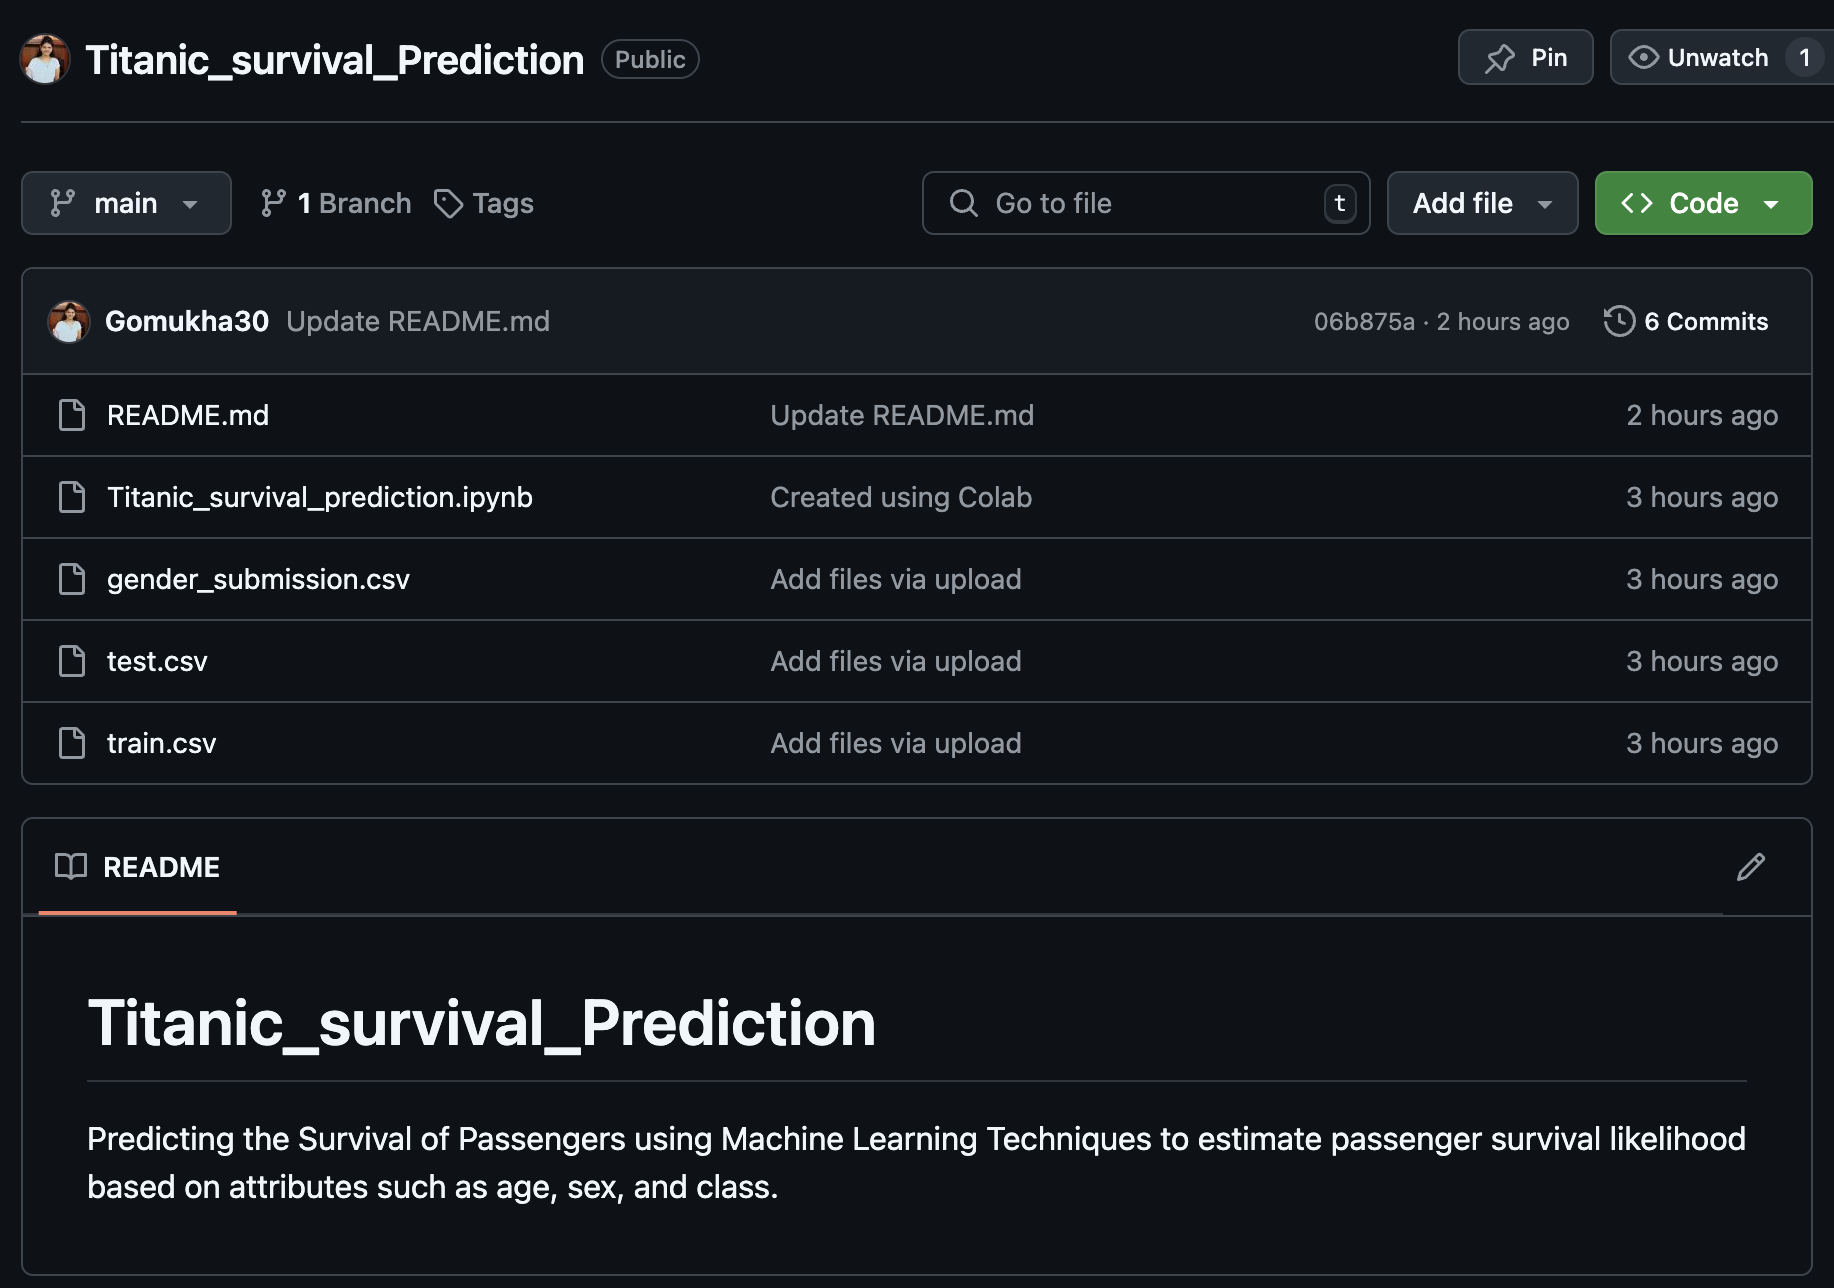 Titanic_survival_Prediction Public Pin Unwatch 1
main 1 Branch Tags Go to file t Add file Code
Gomukha30 Update README.md 06b875a · 2 hours ago 6 Commits
README.md Update README.md 2 hours ago
Titanic_survival_prediction.ipynb Created using Colab 3 hours ago
gender_submission.csv Add files via upload 3 hours ago
test.csv Add files via upload 3 hours ago
train.csv Add files via upload 3 hours ago
README
Titanic_survival_Prediction
Predicting the Survival of Passengers using Machine Learning Techniques to estimate passenger survival likelihood
based on attributes such as age, sex, and class.